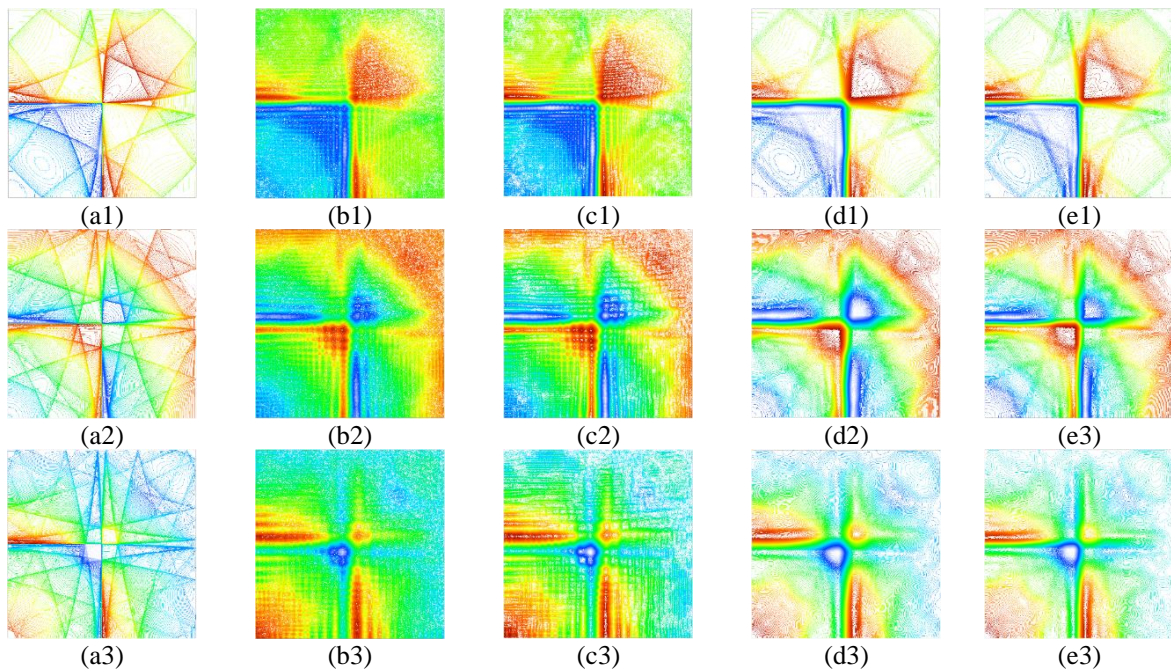 (a1) (b1) (c1) (d1) (e1)
(a2) (b2) (c2) (d2) (e3)
(a3) (b3) (c3) (d3) (e3)